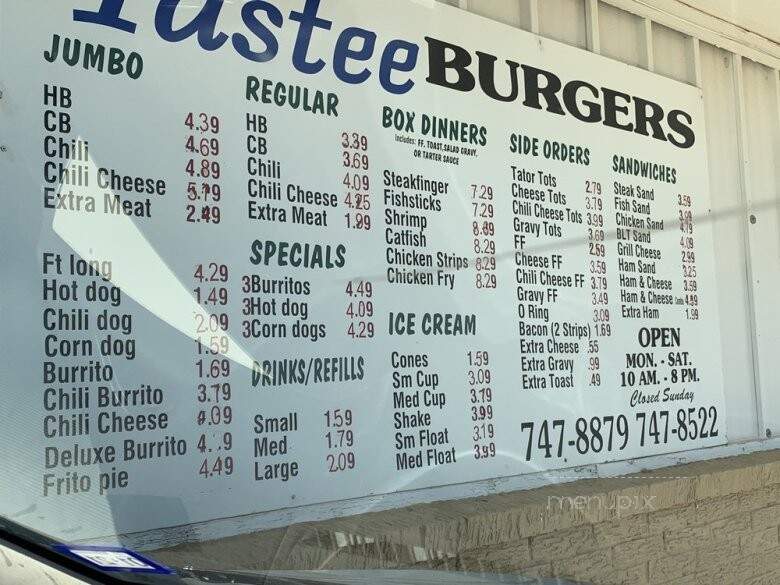 Tastee BURGERS
JUMBO
HB 4.39
CB 4.69
Chili 4.89
Chili Cheese 5.19
Extra Meat 2.49
Ft long 4.29
Hot dog 1.49
Chili dog 2.09
Corn dog 1.59
Burrito 1.69
Chili Burrito 3.79
Chili Cheese
Deluxe Burrito
Frito pie 4.49
REGULAR
HB 3.39
CB 3.69
Chili 4.09
Chili Cheese 4.25
Extra Meat 1.99
SPECIALS
3Burritos 4.49
3Hot dog 4.09
3Corn dogs 4.29
DRINKS/REFILLS
Small 1.59
Med 1.79
Large 2.09
BOX DINNERS
Includes: FF, TOAST, SALAD GRAVY,
OR TARTER SAUCE
Steakfinger 7.29
Fishsticks 7.29
Shrimp
Catfish 8.29
Chicken Strips 8.29
Chicken Fry 8.29
ICE CREAM
Cones 1.59
Sm Cup 3.09
Med Cup 3.79
Shake 3.99
Sm Float 3.19
Med Float 3.99
SIDE ORDERS
Tator Tots 2.79
Cheese Tots 3.79
Chili Cheese Tots 3.99
Gravy Tots 3.69
FF 2.69
Cheese FF 3.59
Chili Cheese FF 3.79
Gravy FF 3.49
O Ring 3.09
Bacon (2 Strips) 1.69
Extra Cheese .55
Extra Gravy .99
Extra Toast .49
SANDWICHES
Steak Sand 3.59
Fish Sand
Chicken Sand
BLT Sand 4.09
Grill Cheese 2.99
Ham Sand 3.25
Ham & Cheese 3.59
Ham & Cheese Jumbo 4.89
Extra Ham 1.99
OPEN
MON. - SAT.
10 AM. - 8 PM.
Closed Sunday
747-8879 747-8522
menupix